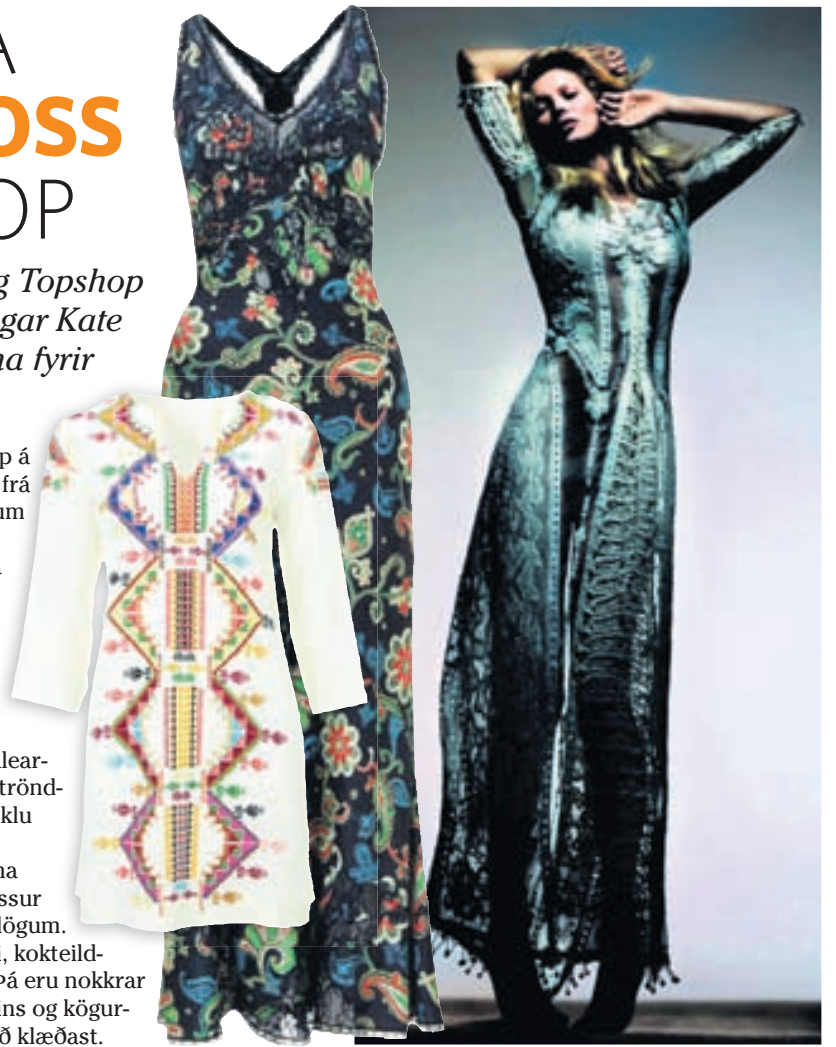 A
OSS
OP
g Topshop
gar Kate
na fyrir
p á
frá
um
lear-
trönd-
klu
na
ssur
lögum.
i, kokteild-
Þá eru nokkrar
ins og kögur-
ð klæðast.